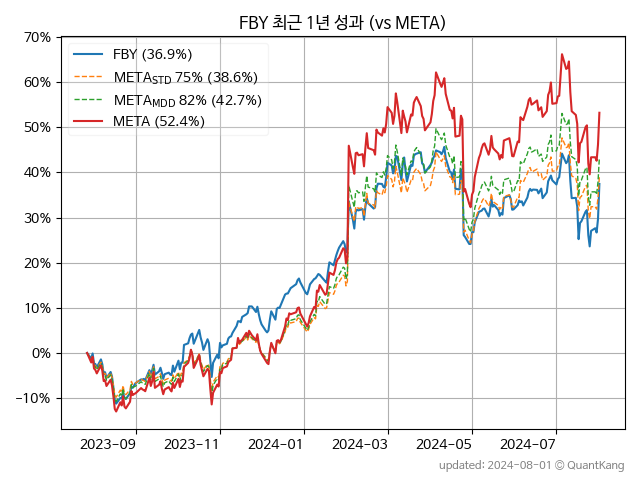 FBY 최근 1년 성과 (vs META)
70%
60%
50%
40%
30%
20%
10%
0%
−10%
FBY (36.9%)
META_STD 75% (38.6%)
META_MDD 82% (42.7%)
META (52.4%)
2023-09
2023-11
2024-01
2024-03
2024-05
2024-07
updated: 2024-08-01 © QuantKang